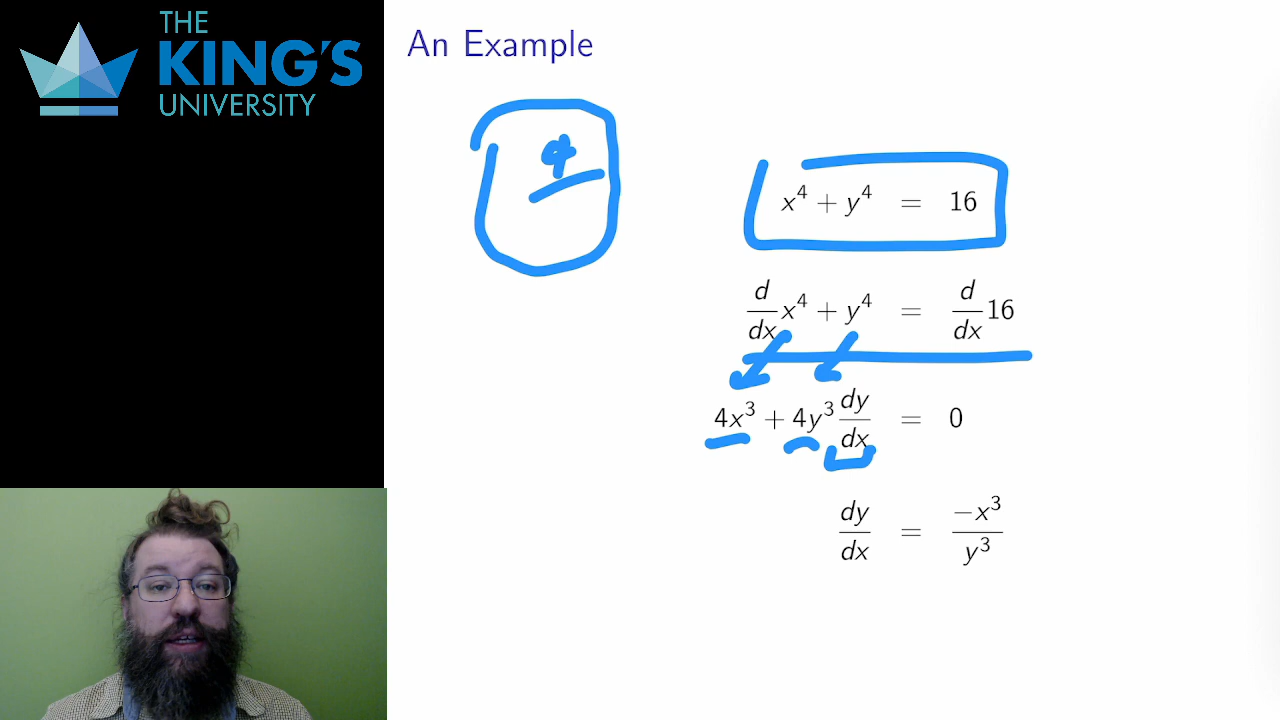 THE
KING'S
UNIVERSITY
An Example
4
x⁴ + y⁴ = 16
d/dx x⁴ + y⁴ = d/dx 16
4x³ + 4y³ dy/dx = 0
dy/dx = -x³/y³